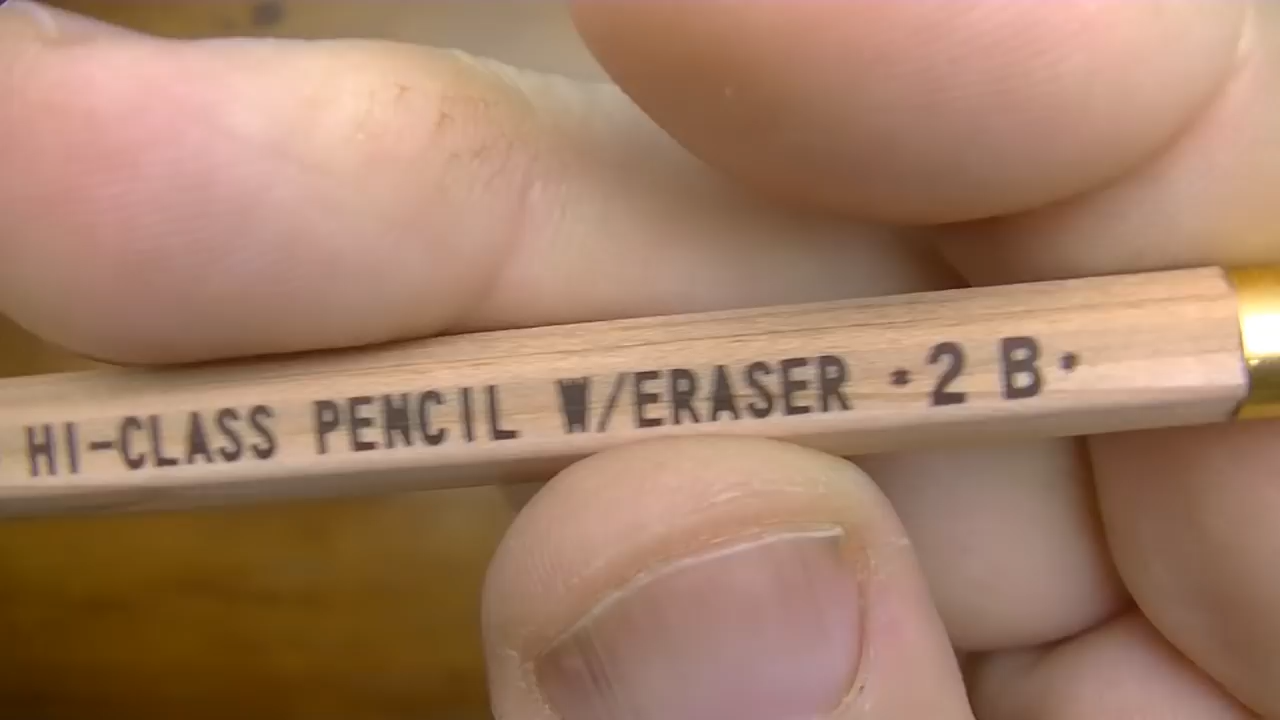 HI-CLASS PENCIL W/ERASER •2 B•